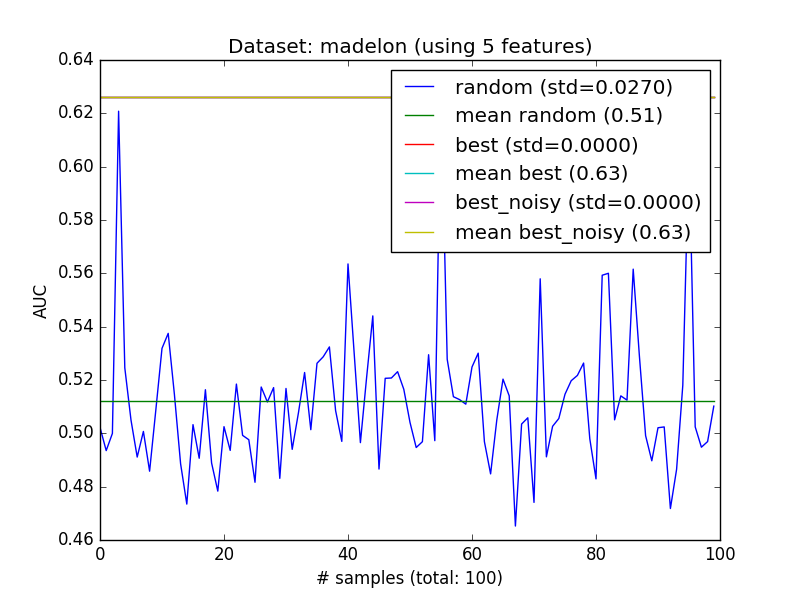 Dataset: madelon (using 5 features)
0.64
0.62
0.60
0.58
0.56
0.54
0.52
0.50
0.48
0.46
AUC
random (std=0.0270)
mean random (0.51)
best (std=0.0000)
mean best (0.63)
best_noisy (std=0.0000)
mean best_noisy (0.63)
0 20 40 60 80 100
# samples (total: 100)